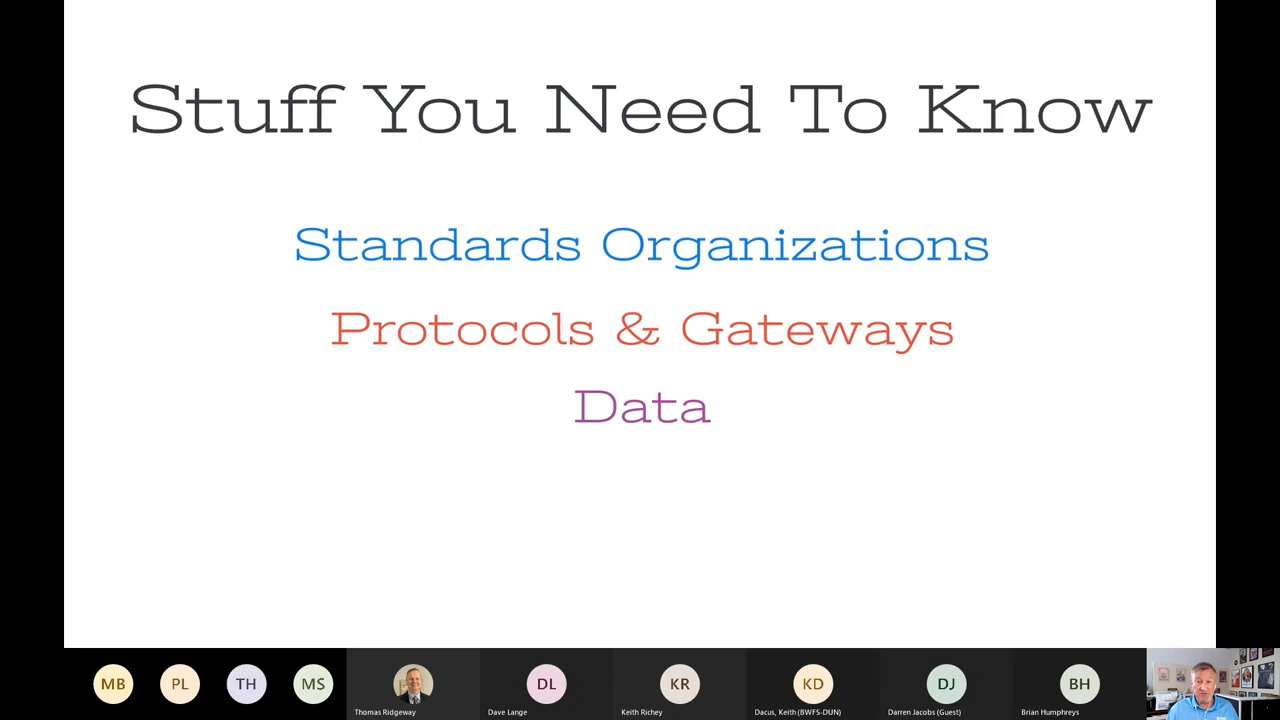 Stuff You Need To Know
Standards Organizations
Protocols & Gateways
Data
MB
PL
TH
MS
DL
KR
KD
DJ
BH
Thomas Ridgeway
Dave Lange
Keith Richey
Dacus, Keith (BWFS-DUN)
Darren Jacobs (Guest)
Brian Humphreys